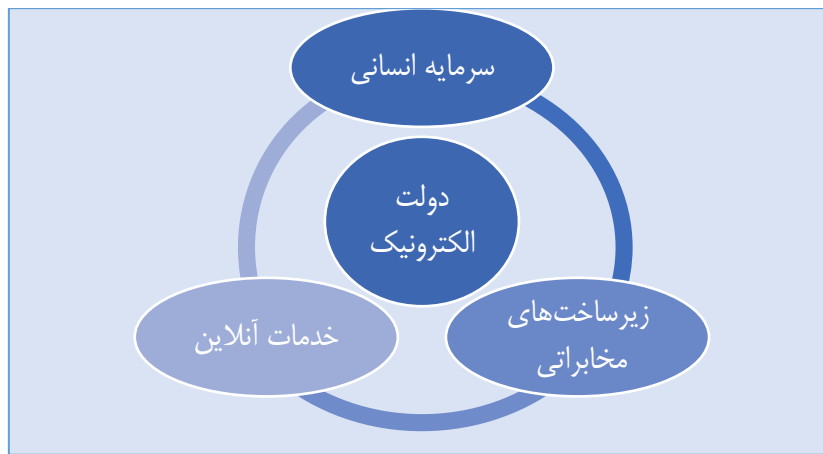 سرمایه انسانی
دولت
الکترونیک
زیرساخت‌های
مخابراتی
خدمات آنلاین